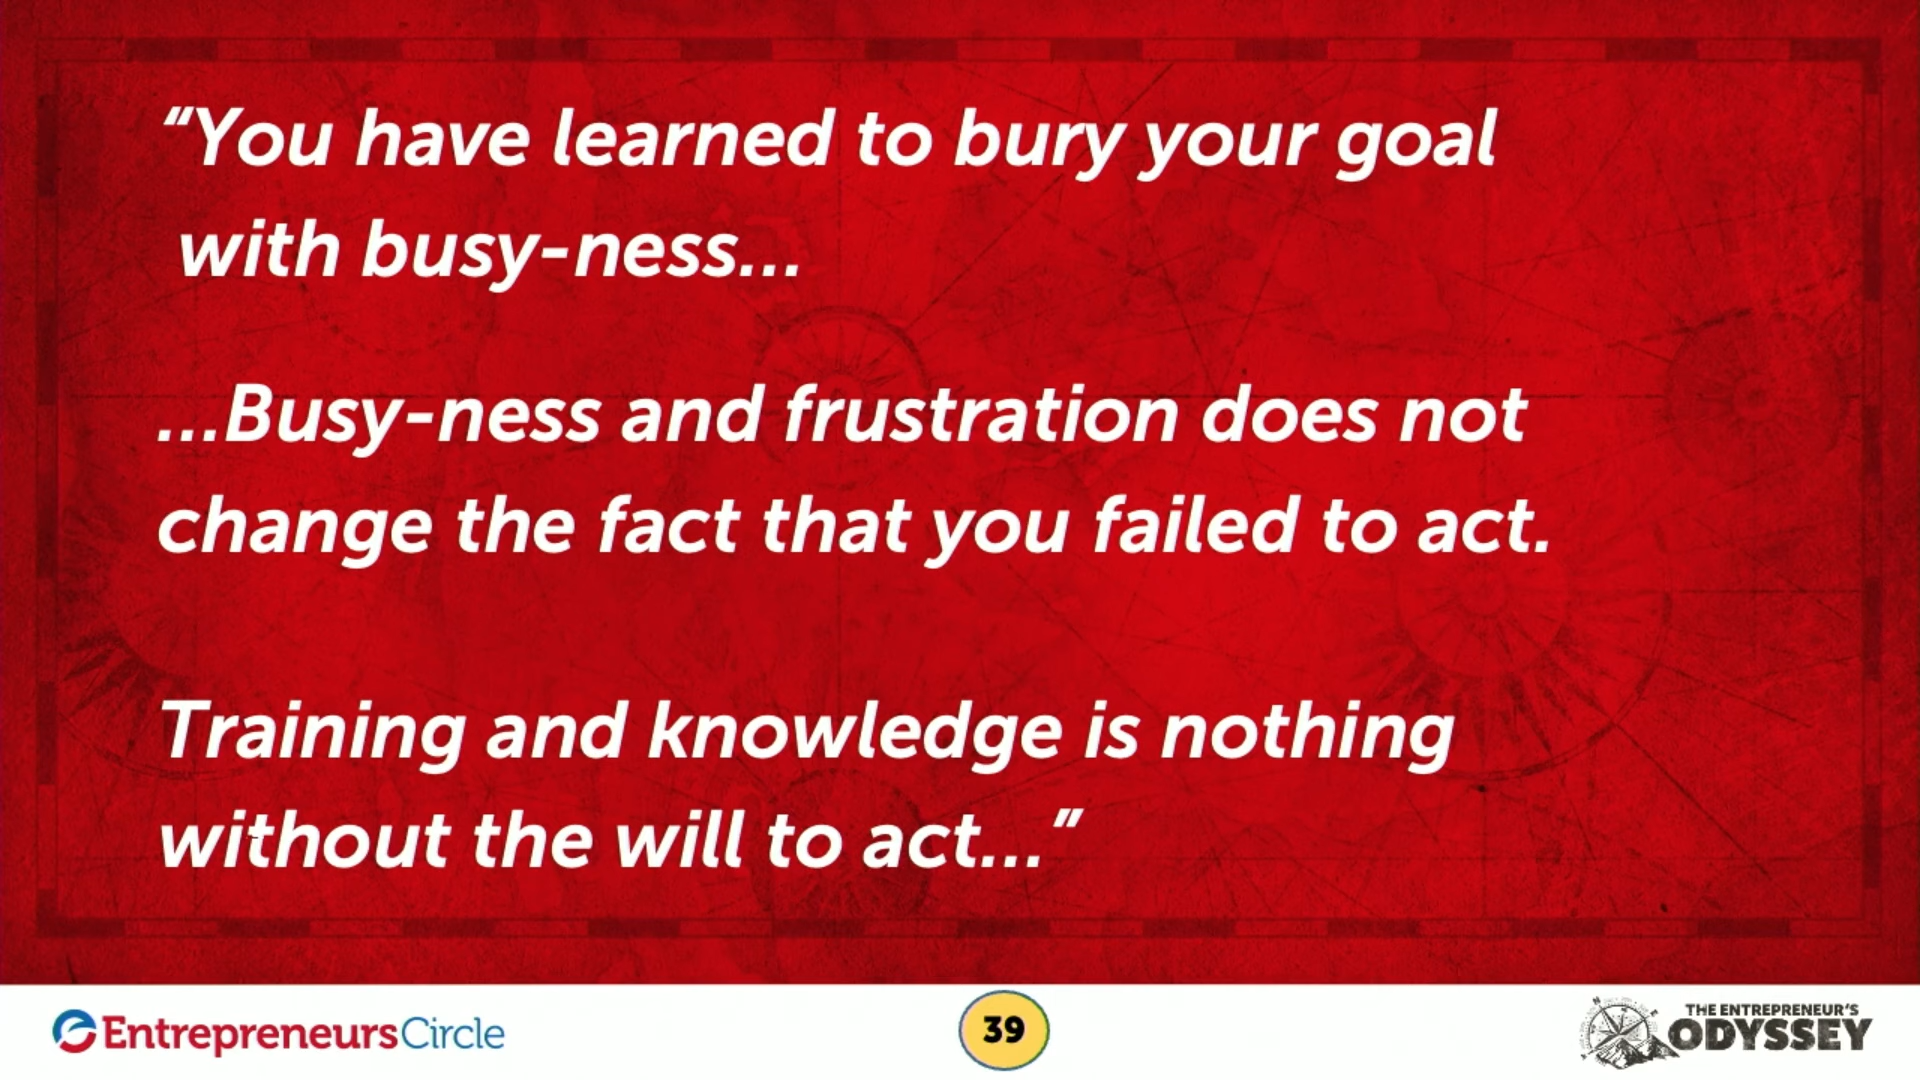 “You have learned to bury your goal
with busy-ness...
...Busy-ness and frustration does not
change the fact that you failed to act.
Training and knowledge is nothing
without the will to act...”
EntrepreneursCircle
39
THE ENTREPRENEUR'S
ODYSSEY